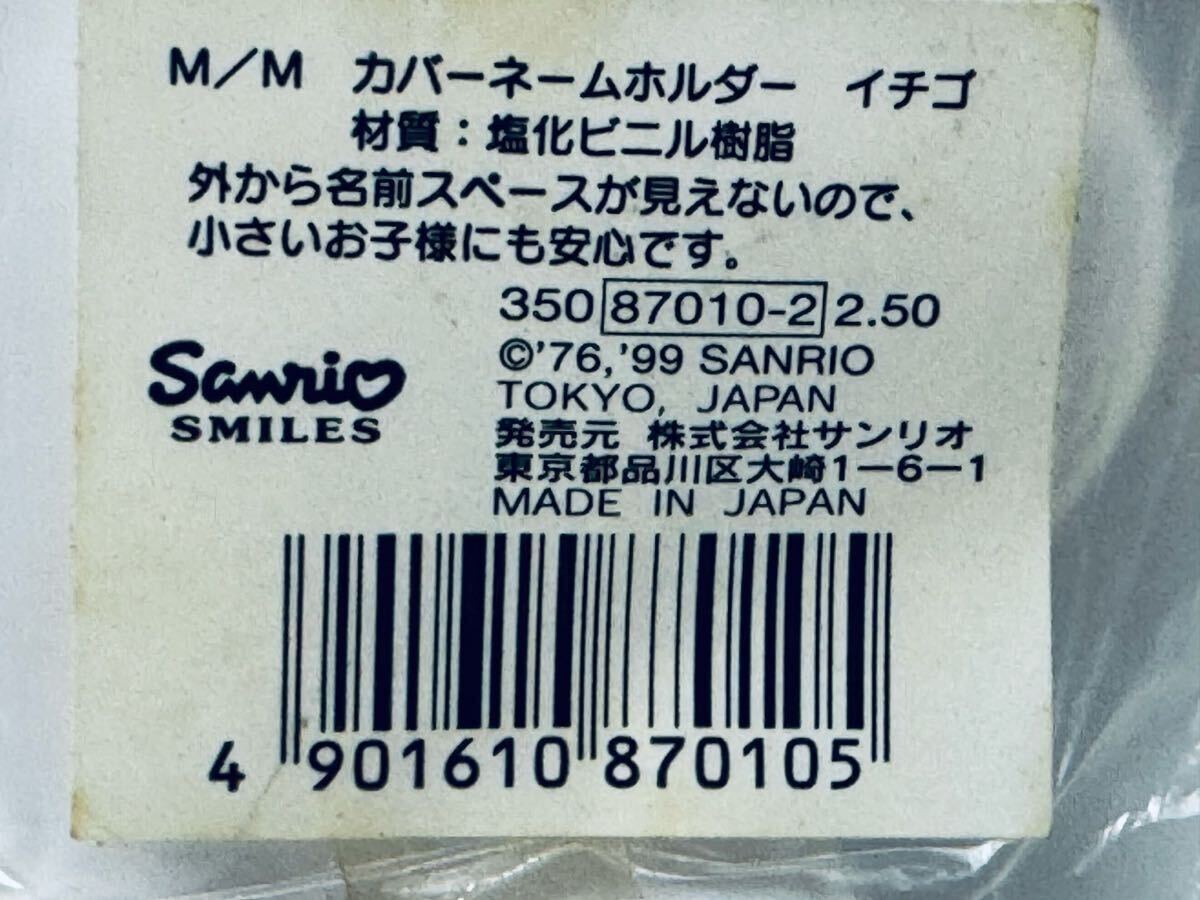 M／M　カバーネームホルダー　イチゴ
材質：塩化ビニル樹脂
外から名前スペースが見えないので、
小さいお子様にも安心です。
350 87010-2 2.50
©'76,'99 SANRIO
TOKYO, JAPAN
Sanrio
SMILES
発売元 株式会社サンリオ
東京都品川区大崎1－6－1
MADE IN JAPAN
4 901610 870105